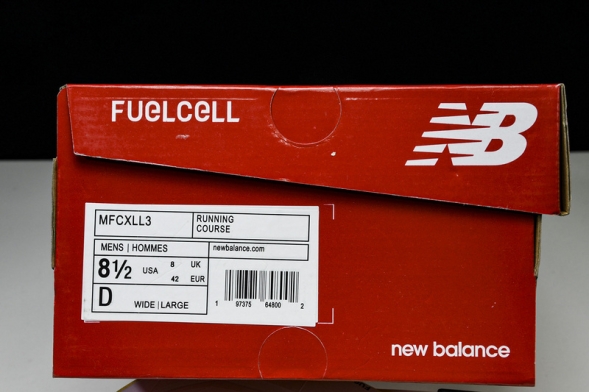 FUELCELL
NB
MFCXLL3
RUNNING
COURSE
MENS | HOMMES
newbalance.com
8½ USA 8 UK
42 EUR
D WIDE | LARGE
1 97375 64800 2
new balance